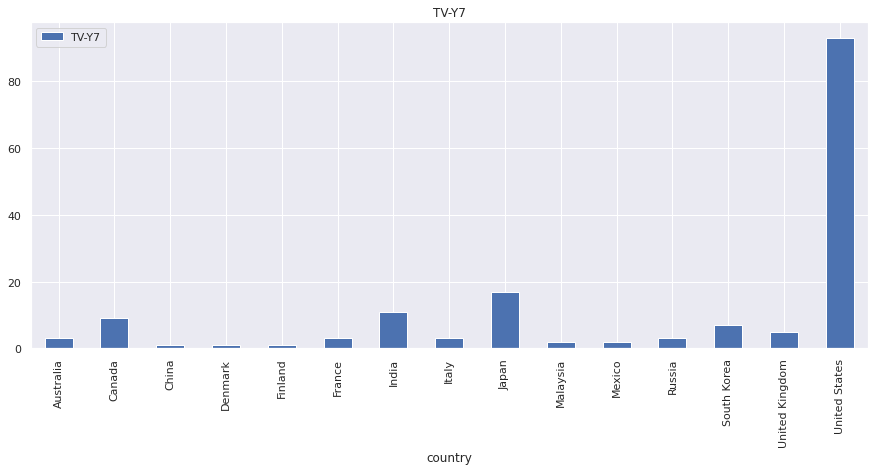 TV-Y7
TV-Y7
80
60
40
20
0
Australia
Canada
China
Denmark
Finland
France
India
Italy
Japan
Malaysia
Mexico
Russia
South Korea
United Kingdom
United States
country